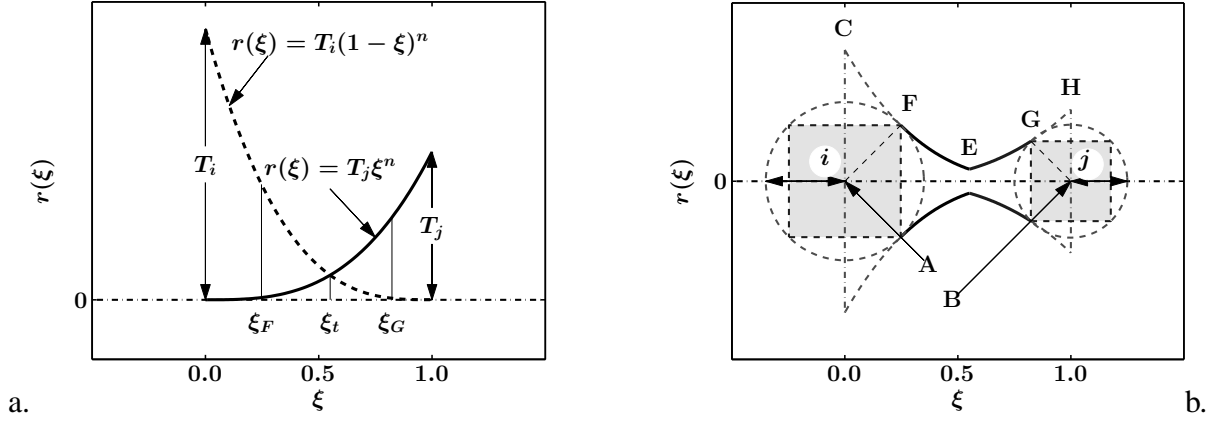 r(ξ) = T_i(1 − ξ)^n
T_i
r(ξ) = T_jξ^n
T_j
r(ξ)
0
ξ_F
ξ_t
ξ_G
0.0
0.5
1.0
ξ
a.
C
H
F
G
E
i
j
r(ξ)
0
A
B
0.0
0.5
1.0
ξ
b.